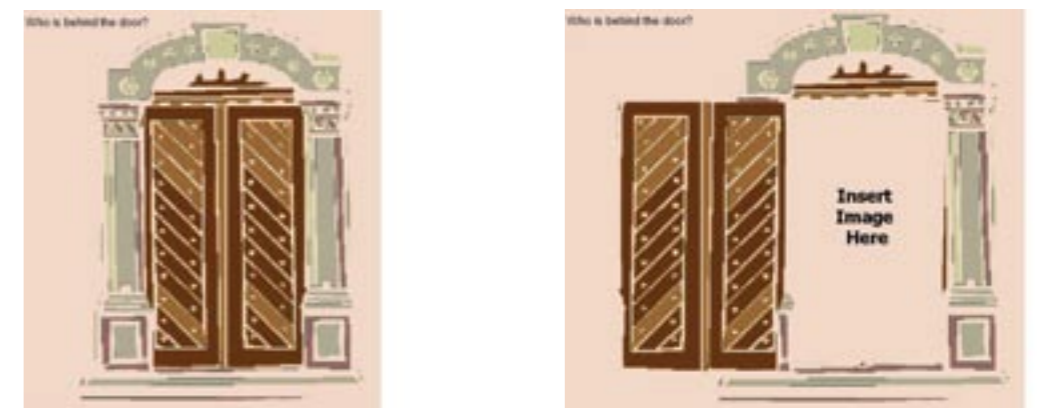 Who is behind the door?
Who is behind the door?
Insert
Image
Here